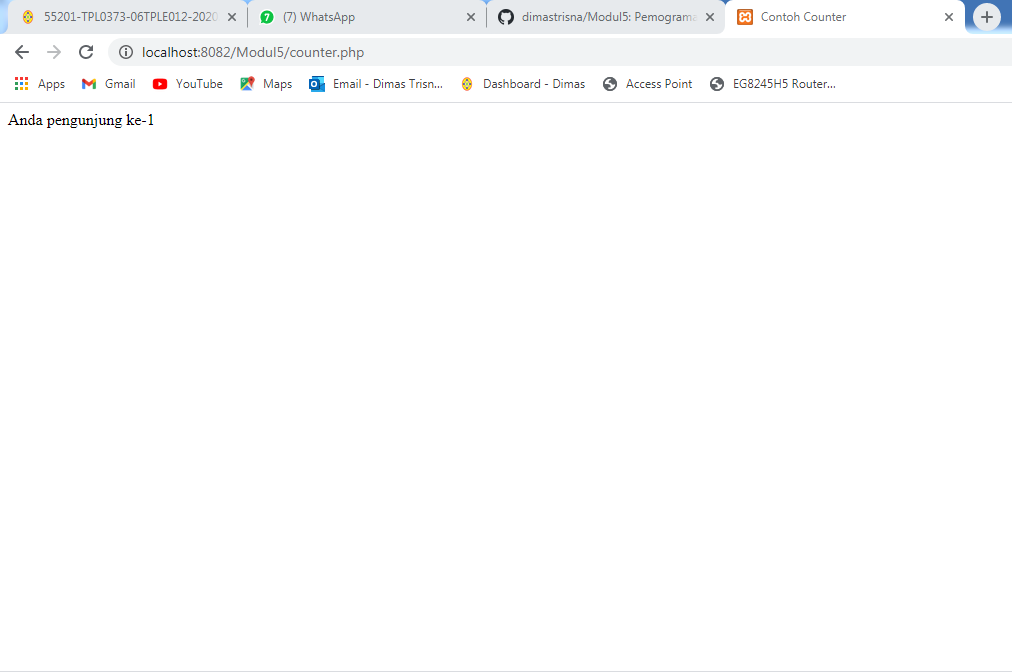 55201-TPL0373-06TPLE012-2020
7 (7) WhatsApp
dimastrisna/Modul5: Pemograma
Contoh Counter
localhost:8082/Modul5/counter.php
Apps Gmail YouTube Maps Email - Dimas Trisn... Dashboard - Dimas Access Point EG8245H5 Router...
Anda pengunjung ke-1